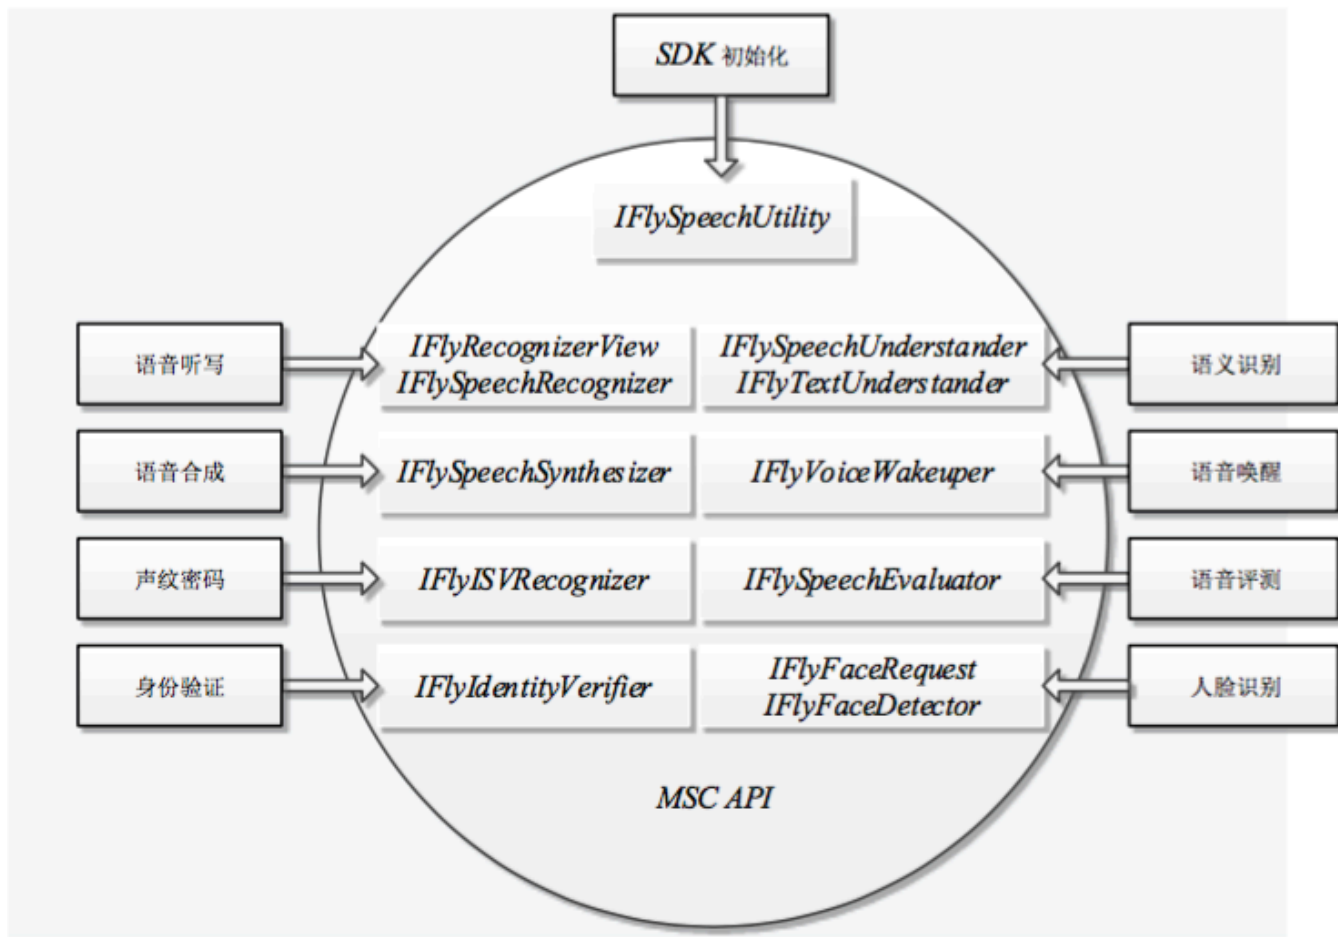 SDK 初始化
IFlySpeechUtility
语音听写
IFlyRecognizerView
IFlySpeechRecognizer
IFlySpeechUnderstander
IFlyTextUnderstander
语义识别
语音合成
IFlySpeechSynthesizer
IFlyVoiceWakeuper
语音唤醒
声纹密码
IFlyISVRecognizer
IFlySpeechEvaluator
语音评测
身份验证
IFlyIdentityVerifier
IFlyFaceRequest
IFlyFaceDetector
人脸识别
MSC API